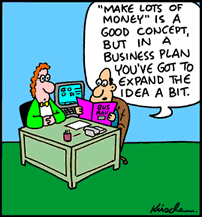 "MAKE LOTS OF
MONEY" IS A
GOOD CONCEPT,
BUT IN A
BUSINESS PLAN
YOU'VE GOT TO
EXPAND THE
IDEA A BIT.
BUS